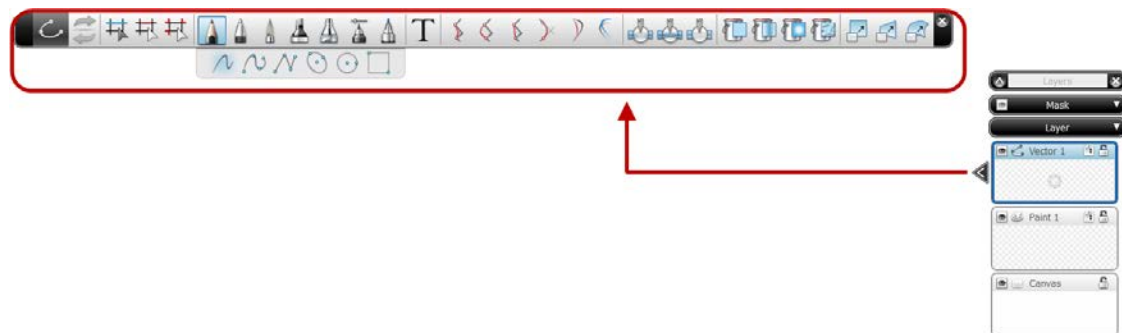 T
Layers
Mask
Layer
Vector 1
Paint 1
Canvas